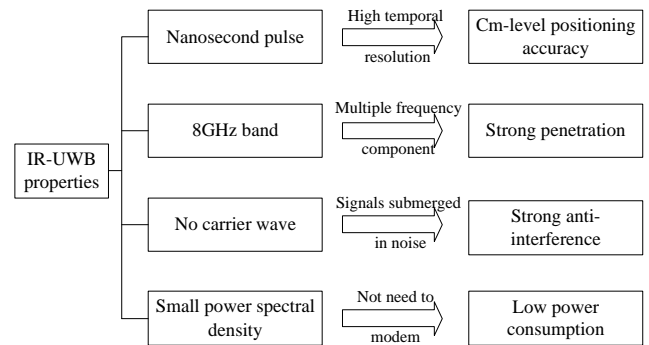 IR-UWB
properties
Nanosecond pulse
High temporal
resolution
Cm-level positioning
accuracy
8GHz band
Multiple frequency
component
Strong penetration
No carrier wave
Signals submerged
in noise
Strong anti-
interference
Small power spectral
density
Not need to
modem
Low power
consumption